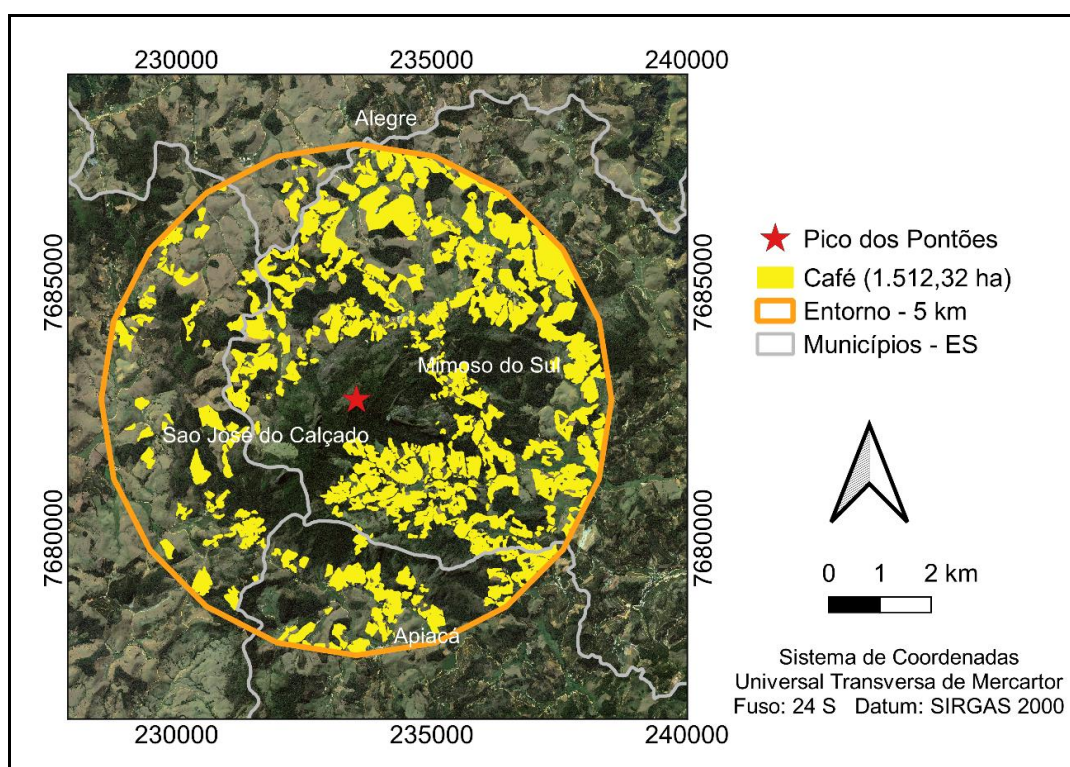 230000 235000 240000
Alegre
7685000
7685000
Pico dos Pontões
Café (1.512,32 ha)
Entorno - 5 km
Municípios - ES
Mimoso do Sul
Sao José do Calçado
7680000
7680000
0 1 2 km
Apiaca
Sistema de Coordenadas
Universal Transversa de Mercartor
Fuso: 24 S Datum: SIRGAS 2000
230000 235000 240000